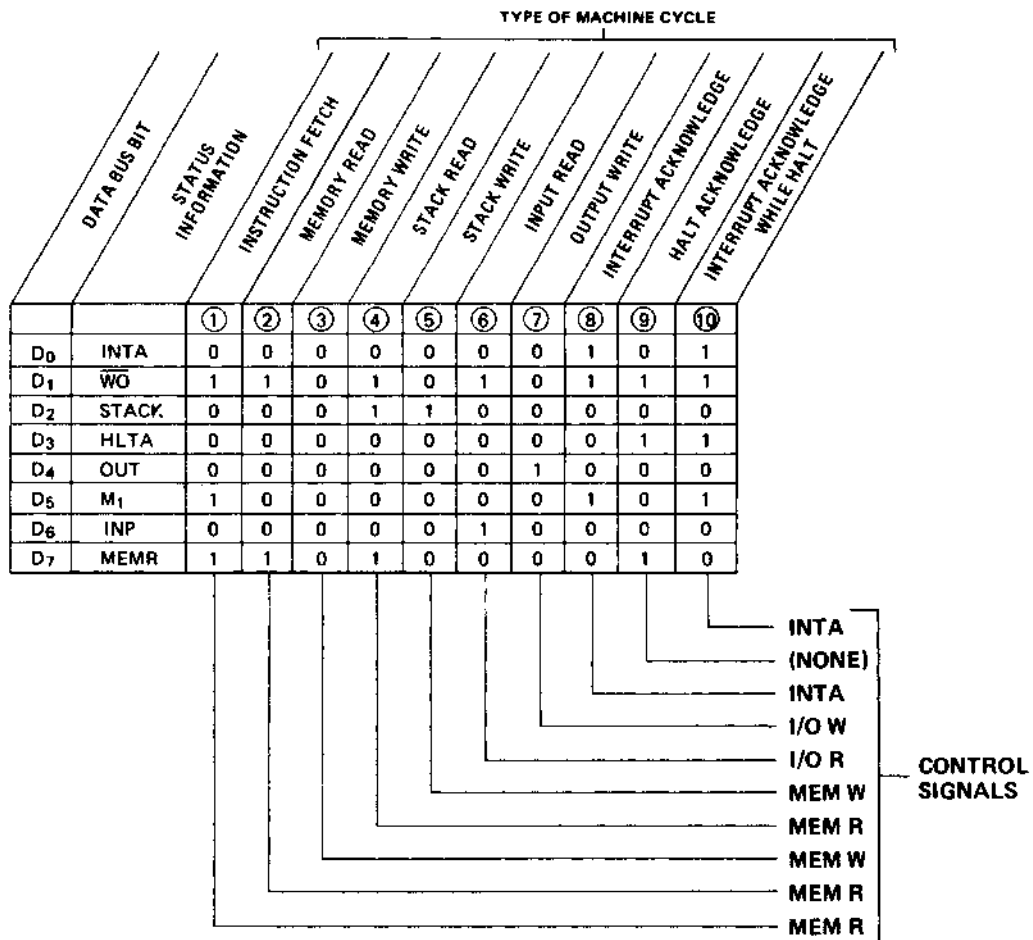 TYPE OF MACHINE CYCLE
DATA BUS BIT
STATUS
INFORMATION
INSTRUCTION FETCH
MEMORY READ
MEMORY WRITE
STACK READ
STACK WRITE
INPUT READ
OUTPUT WRITE
INTERRUPT ACKNOWLEDGE
HALT ACKNOWLEDGE
INTERRUPT ACKNOWLEDGE
WHILE HALT
① ② ③ ④ ⑤ ⑥ ⑦ ⑧ ⑨ ⑩
D₀ INTA 0 0 0 0 0 0 0 1 0 1
D₁ W̅O̅ 1 1 0 1 0 1 0 1 1 1
D₂ STACK 0 0 0 1 1 0 0 0 0 0
D₃ HLTA 0 0 0 0 0 0 0 0 1 1
D₄ OUT 0 0 0 0 0 0 1 0 0 0
D₅ M₁ 1 0 0 0 0 0 0 1 0 1
D₆ INP 0 0 0 0 0 1 0 0 0 0
D₇ MEMR 1 1 0 1 0 0 0 0 1 0
INTA
(NONE)
INTA
I/O W
I/O R
MEM W
MEM R
MEM W
MEM R
MEM R
CONTROL
SIGNALS